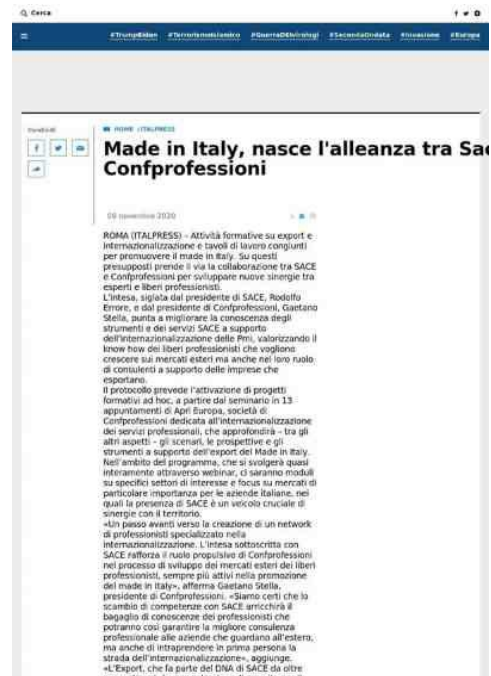 Cerca
#TrumpBiden #TerrorismoIslamico #GuerraDeiVirologi #SecondaOndata #Invasione #Europa
Condividi
HOME / ITALPRESS
Made in Italy, nasce l'alleanza tra Sac
Confprofessioni
06 novembre 2020
ROMA (ITALPRESS) – Attività formative su export e
internazionalizzazione e tavoli di lavoro congiunti
per promuovere il made in Italy. Su questi
presupposti prende il via la collaborazione tra SACE
e Confprofessioni per sviluppare nuove sinergie tra
esperti e liberi professionisti.
L'intesa, siglata dal presidente di SACE, Rodolfo
Errore, e dal presidente di Confprofessioni, Gaetano
Stella, punta a migliorare la conoscenza degli
strumenti e dei servizi SACE a supporto
dell'internazionalizzazione delle Pmi, valorizzando il
know how dei liberi professionisti che vogliono
crescere sui mercati esteri ma anche nel loro ruolo
di consulenti a supporto delle imprese che
esportano.
Il protocollo prevede l'attivazione di progetti
formativi ad hoc, a partire dal seminario in 13
appuntamenti di Apri Europa, società di
Confprofessioni dedicata all'internazionalizzazione
dei servizi professionali, che approfondirà – tra gli
altri aspetti – gli scenari, le prospettive e gli
strumenti a supporto dell'export del Made in Italy.
Nell'ambito del programma, che si svolgerà quasi
interamente attraverso webinar, ci saranno moduli
su specifici settori di interesse e focus su mercati di
particolare importanza per le aziende italiane, nei
quali la presenza di SACE è un veicolo cruciale di
sinergie con il territorio.
«Un passo avanti verso la creazione di un network
di professionisti specializzato nella
internazionalizzazione. L'intesa sottoscritta con
SACE rafforza il ruolo propulsivo di Confprofessioni
nel processo di sviluppo dei mercati esteri dei liberi
professionisti, sempre più attivi nella promozione
del made in Italy», afferma Gaetano Stella,
presidente di Confprofessioni. «Siamo certi che lo
scambio di competenze con SACE arricchirà il
bagaglio di conoscenze dei professionisti che
potranno così garantire la migliore consulenza
professionale alle aziende che guardano all'estero,
ma anche di intraprendere in prima persona la
strada dell'internazionalizzazione», aggiunge.
«L'Export, che fa parte del DNA di SACE da oltre